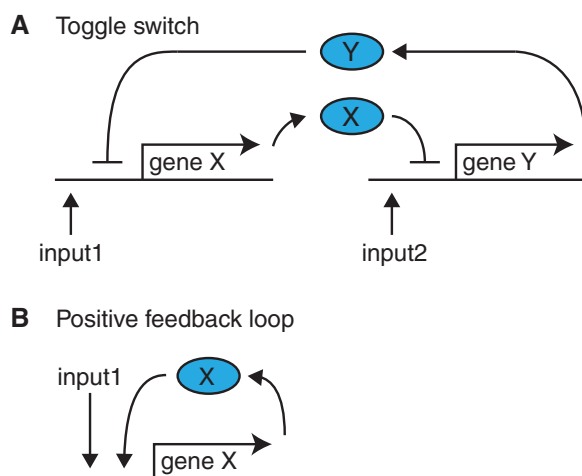 A Toggle switch
Y
X
gene X
gene Y
input1
input2
B Positive feedback loop
input1
X
gene X